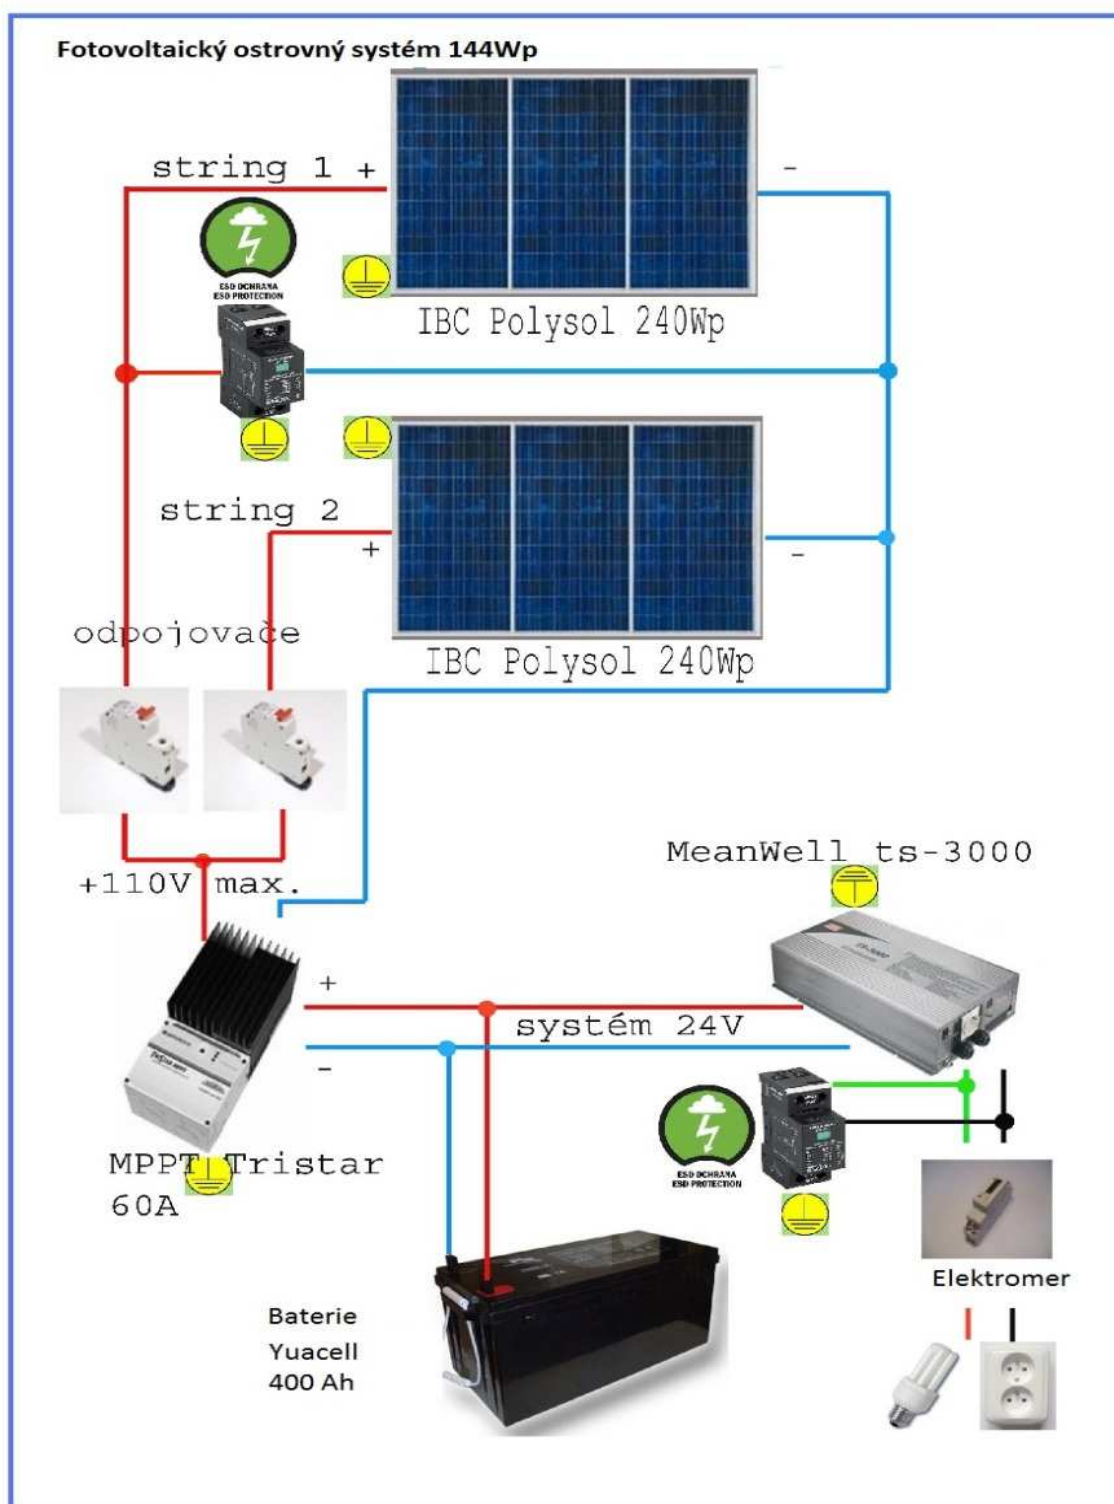 Fotovoltaický ostrovný systém 144Wp
string 1 +
-
ESD OCHRANA
ESD PROTECTION
IBC Polysol 240Wp
string 2
+
-
odpojovače
IBC Polysol 240Wp
MeanWell ts-3000
+110V max.
TS-3000
+
systém 24V
-
MPPT Tristar
60A
ESD OCHRANA
ESD PROTECTION
Elektromer
Baterie
Yuacell
400 Ah